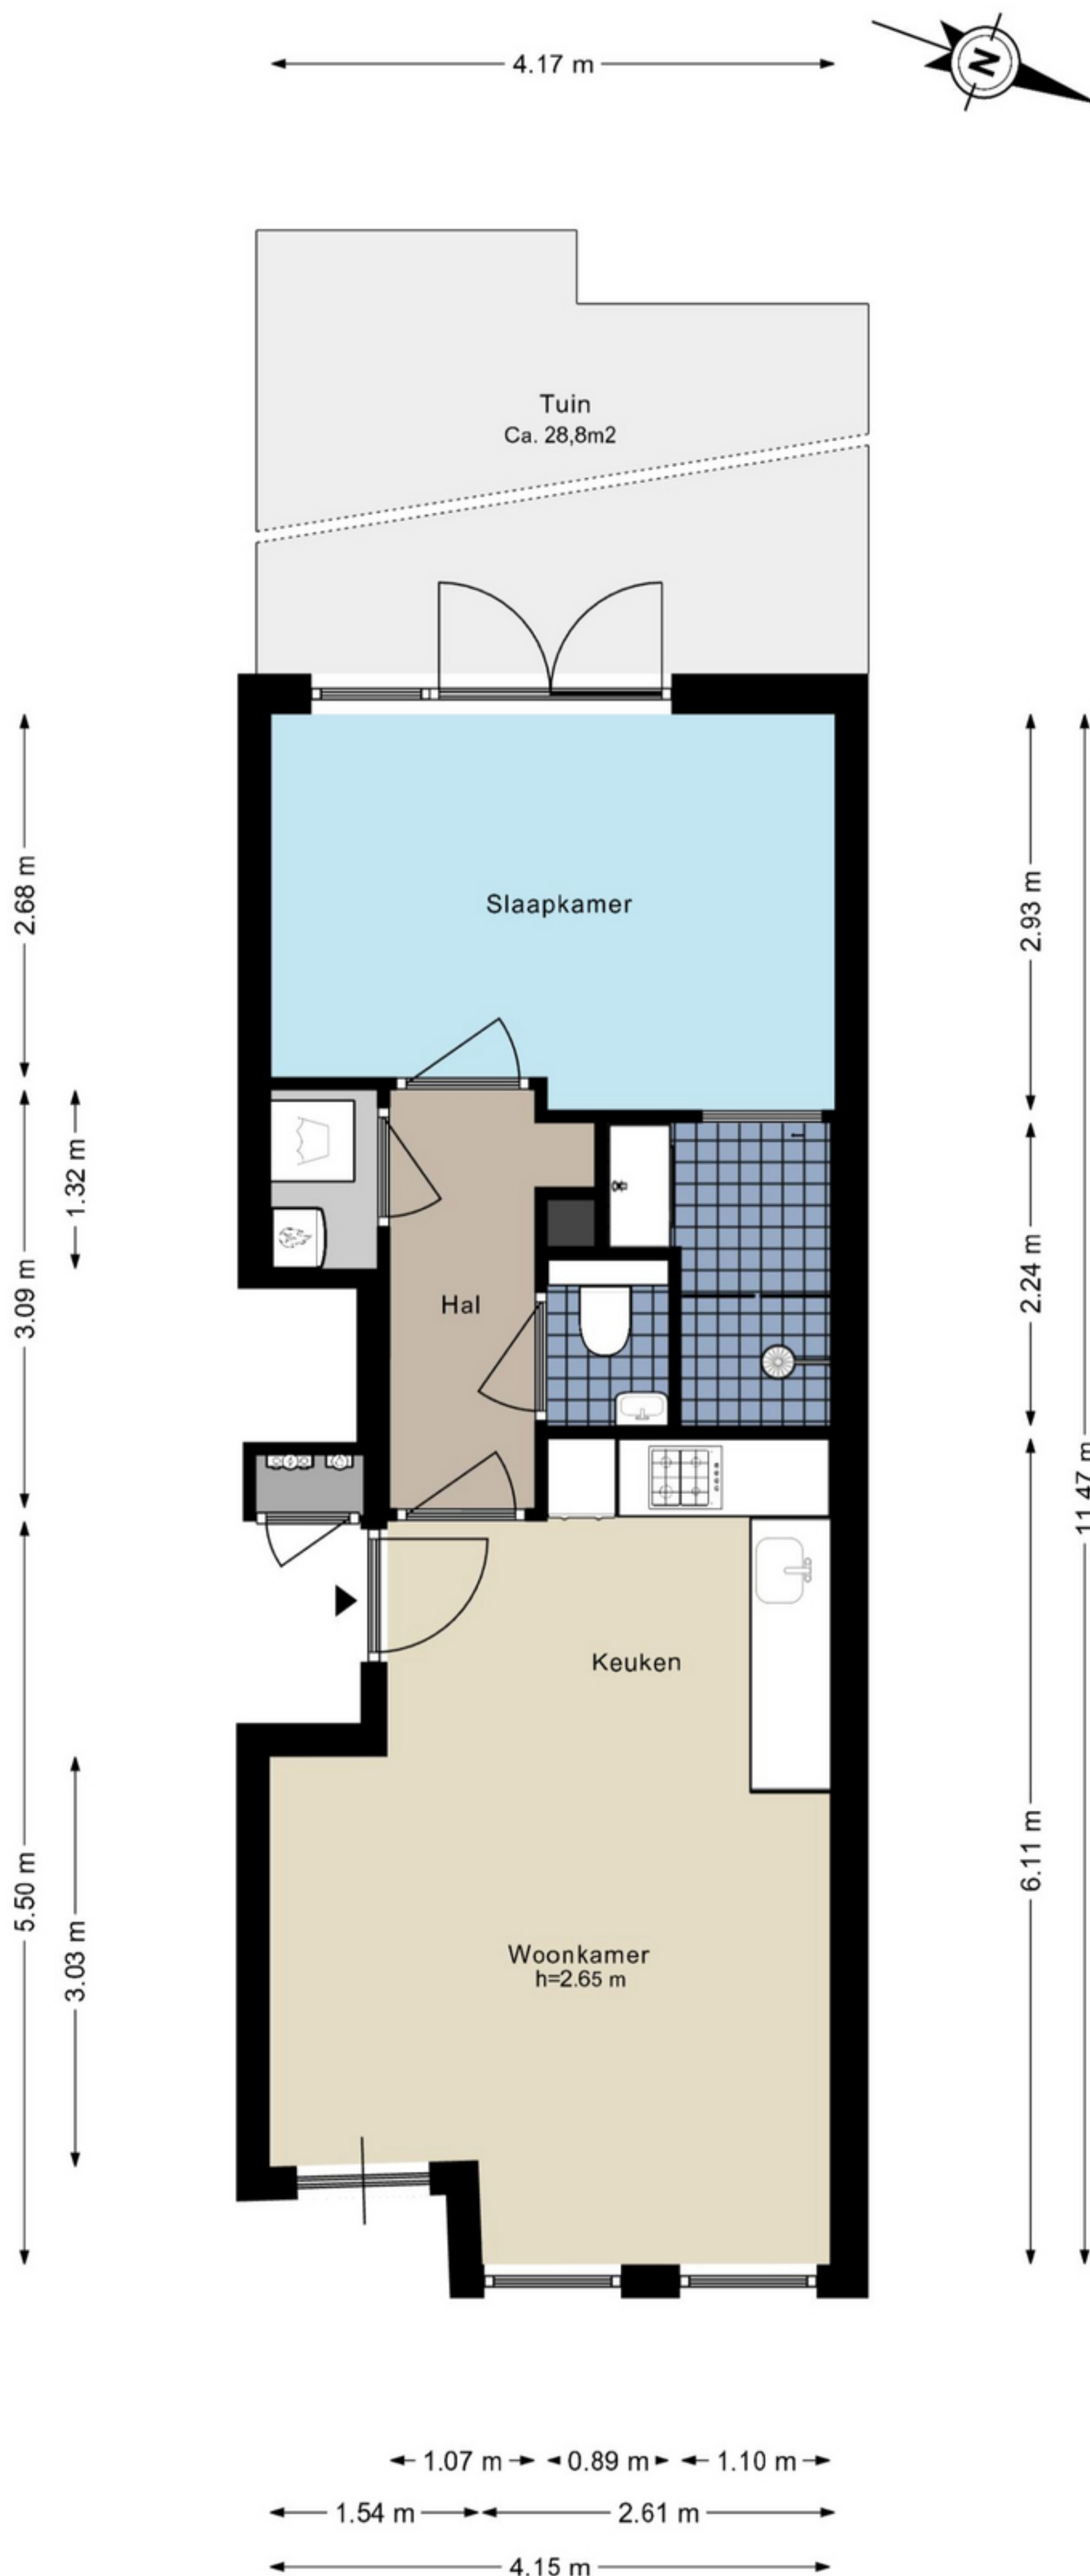 4.17 m
N
Tuin
Ca. 28,8m2
2.68 m
2.93 m
Slaapkamer
1.32 m
3.09 m
2.24 m
Hal
11.47 m
Keuken
6.11 m
5.50 m
3.03 m
Woonkamer
h=2.65 m
1.07 m
0.89 m
1.10 m
1.54 m
2.61 m
4.15 m